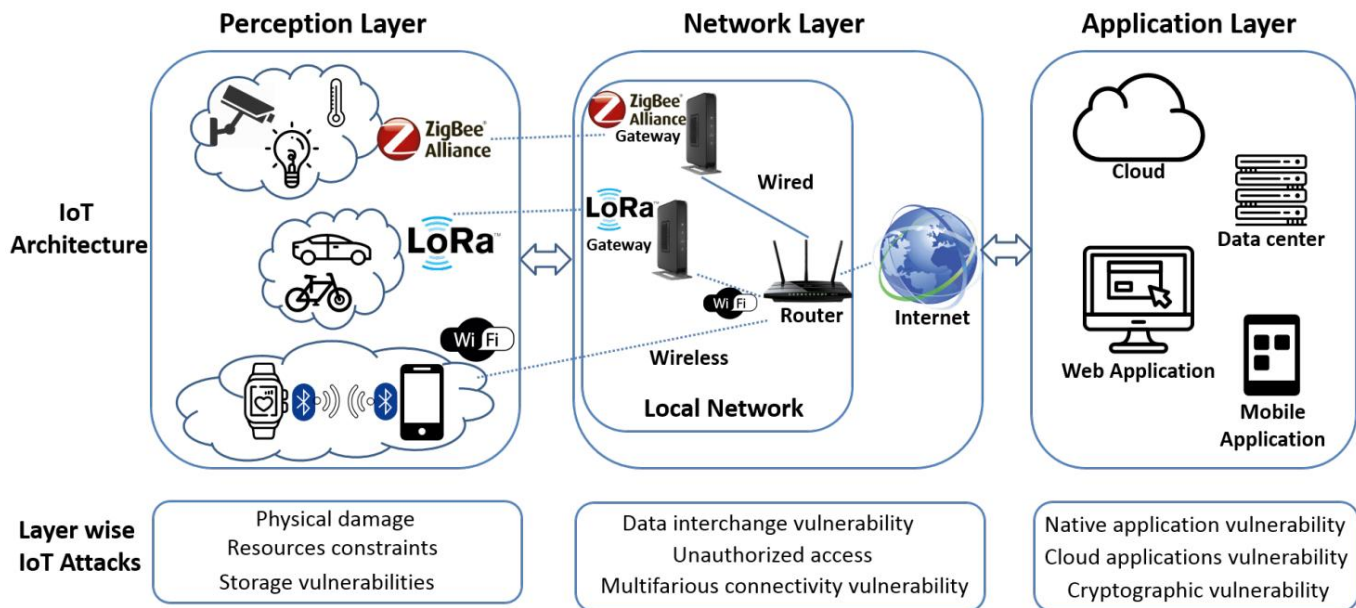 Perception Layer
Network Layer
Application Layer
IoT
Architecture
ZigBee®
Alliance
ZigBee®
Alliance
Gateway
Wired
LoRa™
LoRa™
Gateway
Wi Fi
Router
Internet
Wi Fi
Wireless
Local Network
Cloud
Data center
Web Application
Mobile
Application
Layer wise
IoT Attacks
Physical damage
Resources constraints
Storage vulnerabilities
Data interchange vulnerability
Unauthorized access
Multifarious connectivity vulnerability
Native application vulnerability
Cloud applications vulnerability
Cryptographic vulnerability